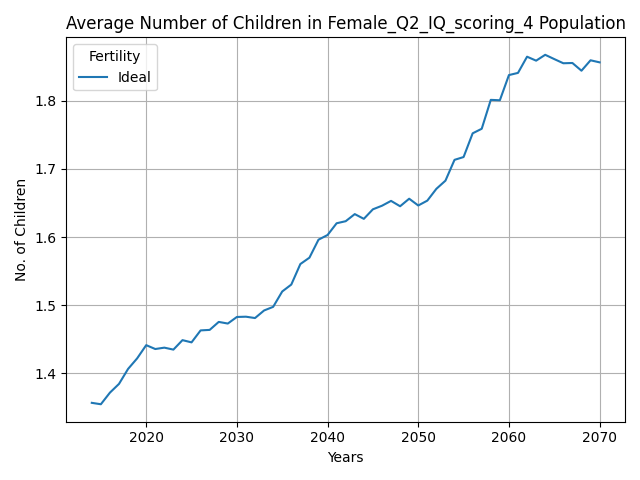 Average Number of Children in Female_Q2_IQ_scoring_4 Population
Fertility
Ideal
No. of Children
1.8
1.7
1.6
1.5
1.4
2020 2030 2040 2050 2060 2070
Years